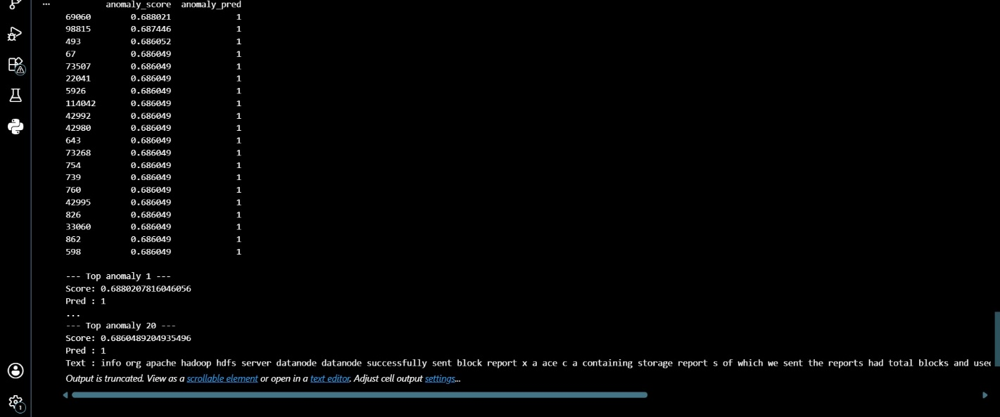 ... anomaly_score anomaly_pred
69060 0.688021 1
98815 0.687446 1
493 0.686052 1
67 0.686049 1
73507 0.686049 1
22041 0.686049 1
5926 0.686049 1
114042 0.686049 1
42992 0.686049 1
42980 0.686049 1
643 0.686049 1
73268 0.686049 1
754 0.686049 1
739 0.686049 1
760 0.686049 1
42995 0.686049 1
826 0.686049 1
33060 0.686049 1
862 0.686049 1
598 0.686049 1
--- Top anomaly 1 ---
Score: 0.6880207816046056
Pred : 1
...
--- Top anomaly 20 ---
Score: 0.6860489204935496
Pred : 1
Text : info org apache hadoop hdfs server datanode datanode successfully sent block report x a ace c a containing storage report s of which we sent the reports had total blocks and used
Output is truncated. View as a scrollable element or open in a text editor. Adjust cell output settings...
1